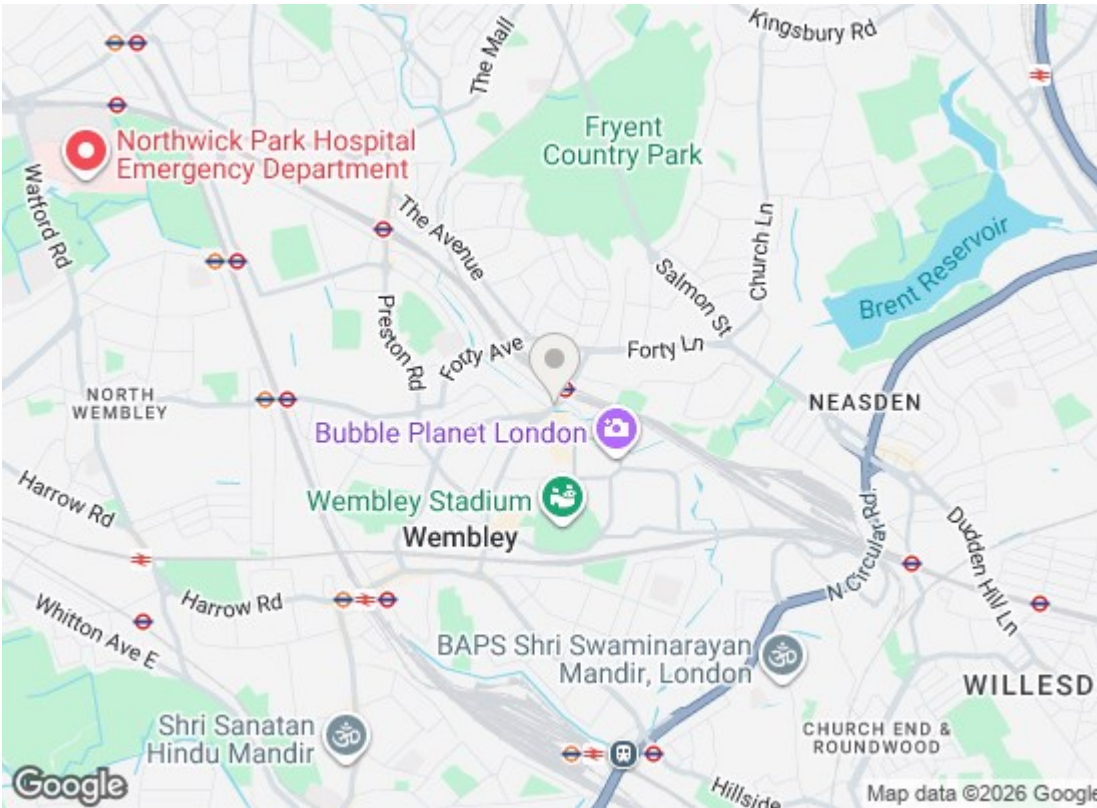 Kingsbury Rd
The Mall
Northwick Park Hospital
Emergency Department
Fryent
Country Park
Watford Rd
The Avenue
Church Ln
Brent Reservoir
Salmon St
Preston Rd
Forty Ave
Forty Ln
NORTH
WEMBLEY
NEASDEN
Bubble Planet London
Harrow Rd
Wembley Stadium
Wembley
N Circular Rd
Dudden Hill Ln
Whitton Ave E
Harrow Rd
BAPS Shri Swaminarayan
Mandir, London
WILLESD
Shri Sanatan
Hindu Mandir
CHURCH END &
ROUNDWOOD
Hillside
Google
Map data ©2026 Google